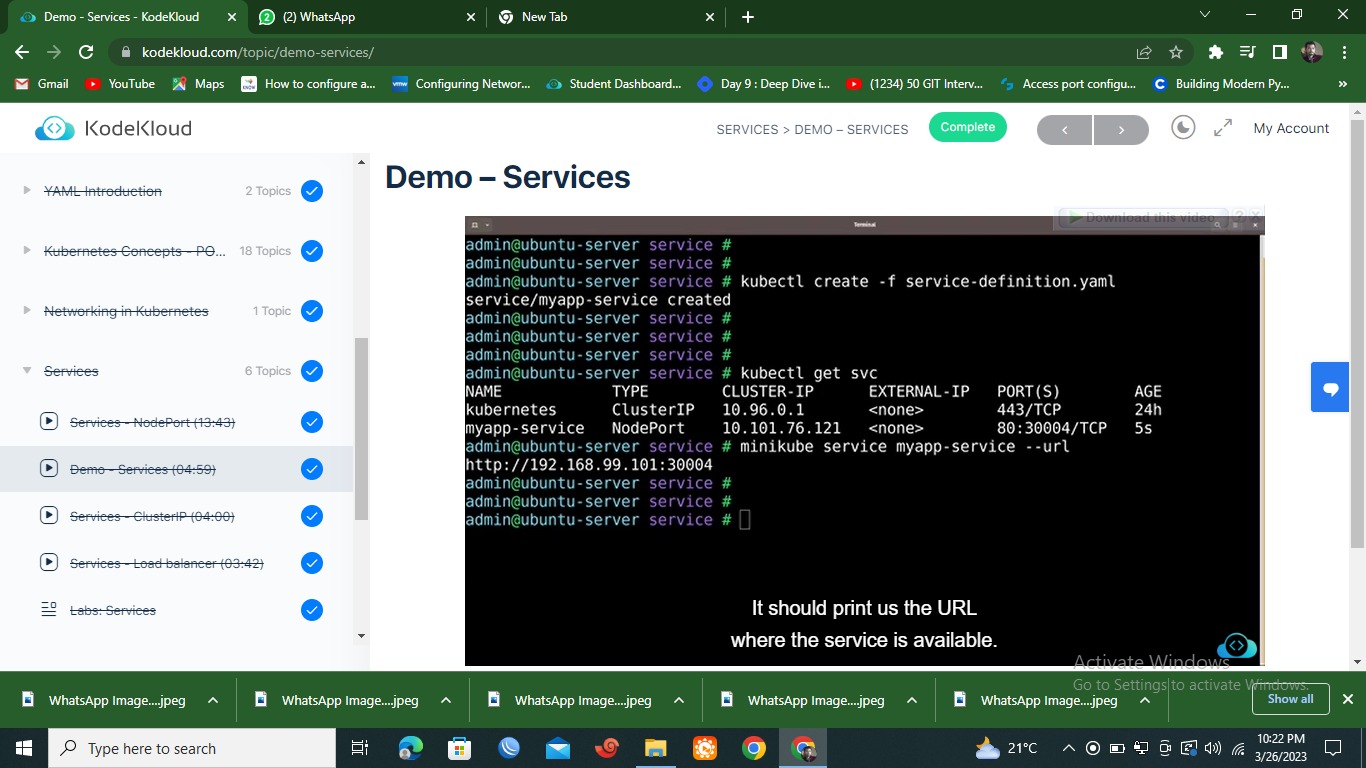 Demo - Services - KodeKloud
(2) WhatsApp
New Tab
kodekloud.com/topic/demo-services/
Gmail
YouTube
Maps
How to configure a...
Configuring Networ...
Student Dashboard...
Day 9 : Deep Dive i...
(1234) 50 GIT Interv...
Access port configu...
Building Modern Py...
KodeKloud
SERVICES > DEMO – SERVICES
Complete
My Account
YAML Introduction 2 Topics
Kubernetes Concepts - PO... 18 Topics
Networking in Kubernetes 1 Topic
Services 6 Topics
Services - NodePort (13:43)
Demo - Services (04:59)
Services - ClusterIP (04:00)
Services - Load balancer (03:42)
Labs: Services
Demo – Services
Download this video
Terminal
admin@ubuntu-server service #
admin@ubuntu-server service #
admin@ubuntu-server service # kubectl create -f service-definition.yaml
service/myapp-service created
admin@ubuntu-server service #
admin@ubuntu-server service #
admin@ubuntu-server service #
admin@ubuntu-server service # kubectl get svc
NAME TYPE CLUSTER-IP EXTERNAL-IP PORT(S) AGE
kubernetes ClusterIP 10.96.0.1 <none> 443/TCP 24h
myapp-service NodePort 10.101.76.121 <none> 80:30004/TCP 5s
admin@ubuntu-server service # minikube service myapp-service --url
http://192.168.99.101:30004
admin@ubuntu-server service #
admin@ubuntu-server service #
admin@ubuntu-server service #
It should print us the URL
where the service is available.
Activate Windows
Go to Settings to activate Windows.
WhatsApp Image....jpeg
WhatsApp Image....jpeg
WhatsApp Image....jpeg
WhatsApp Image....jpeg
WhatsApp Image....jpeg
Show all
Type here to search
21°C
10:22 PM
3/26/2023